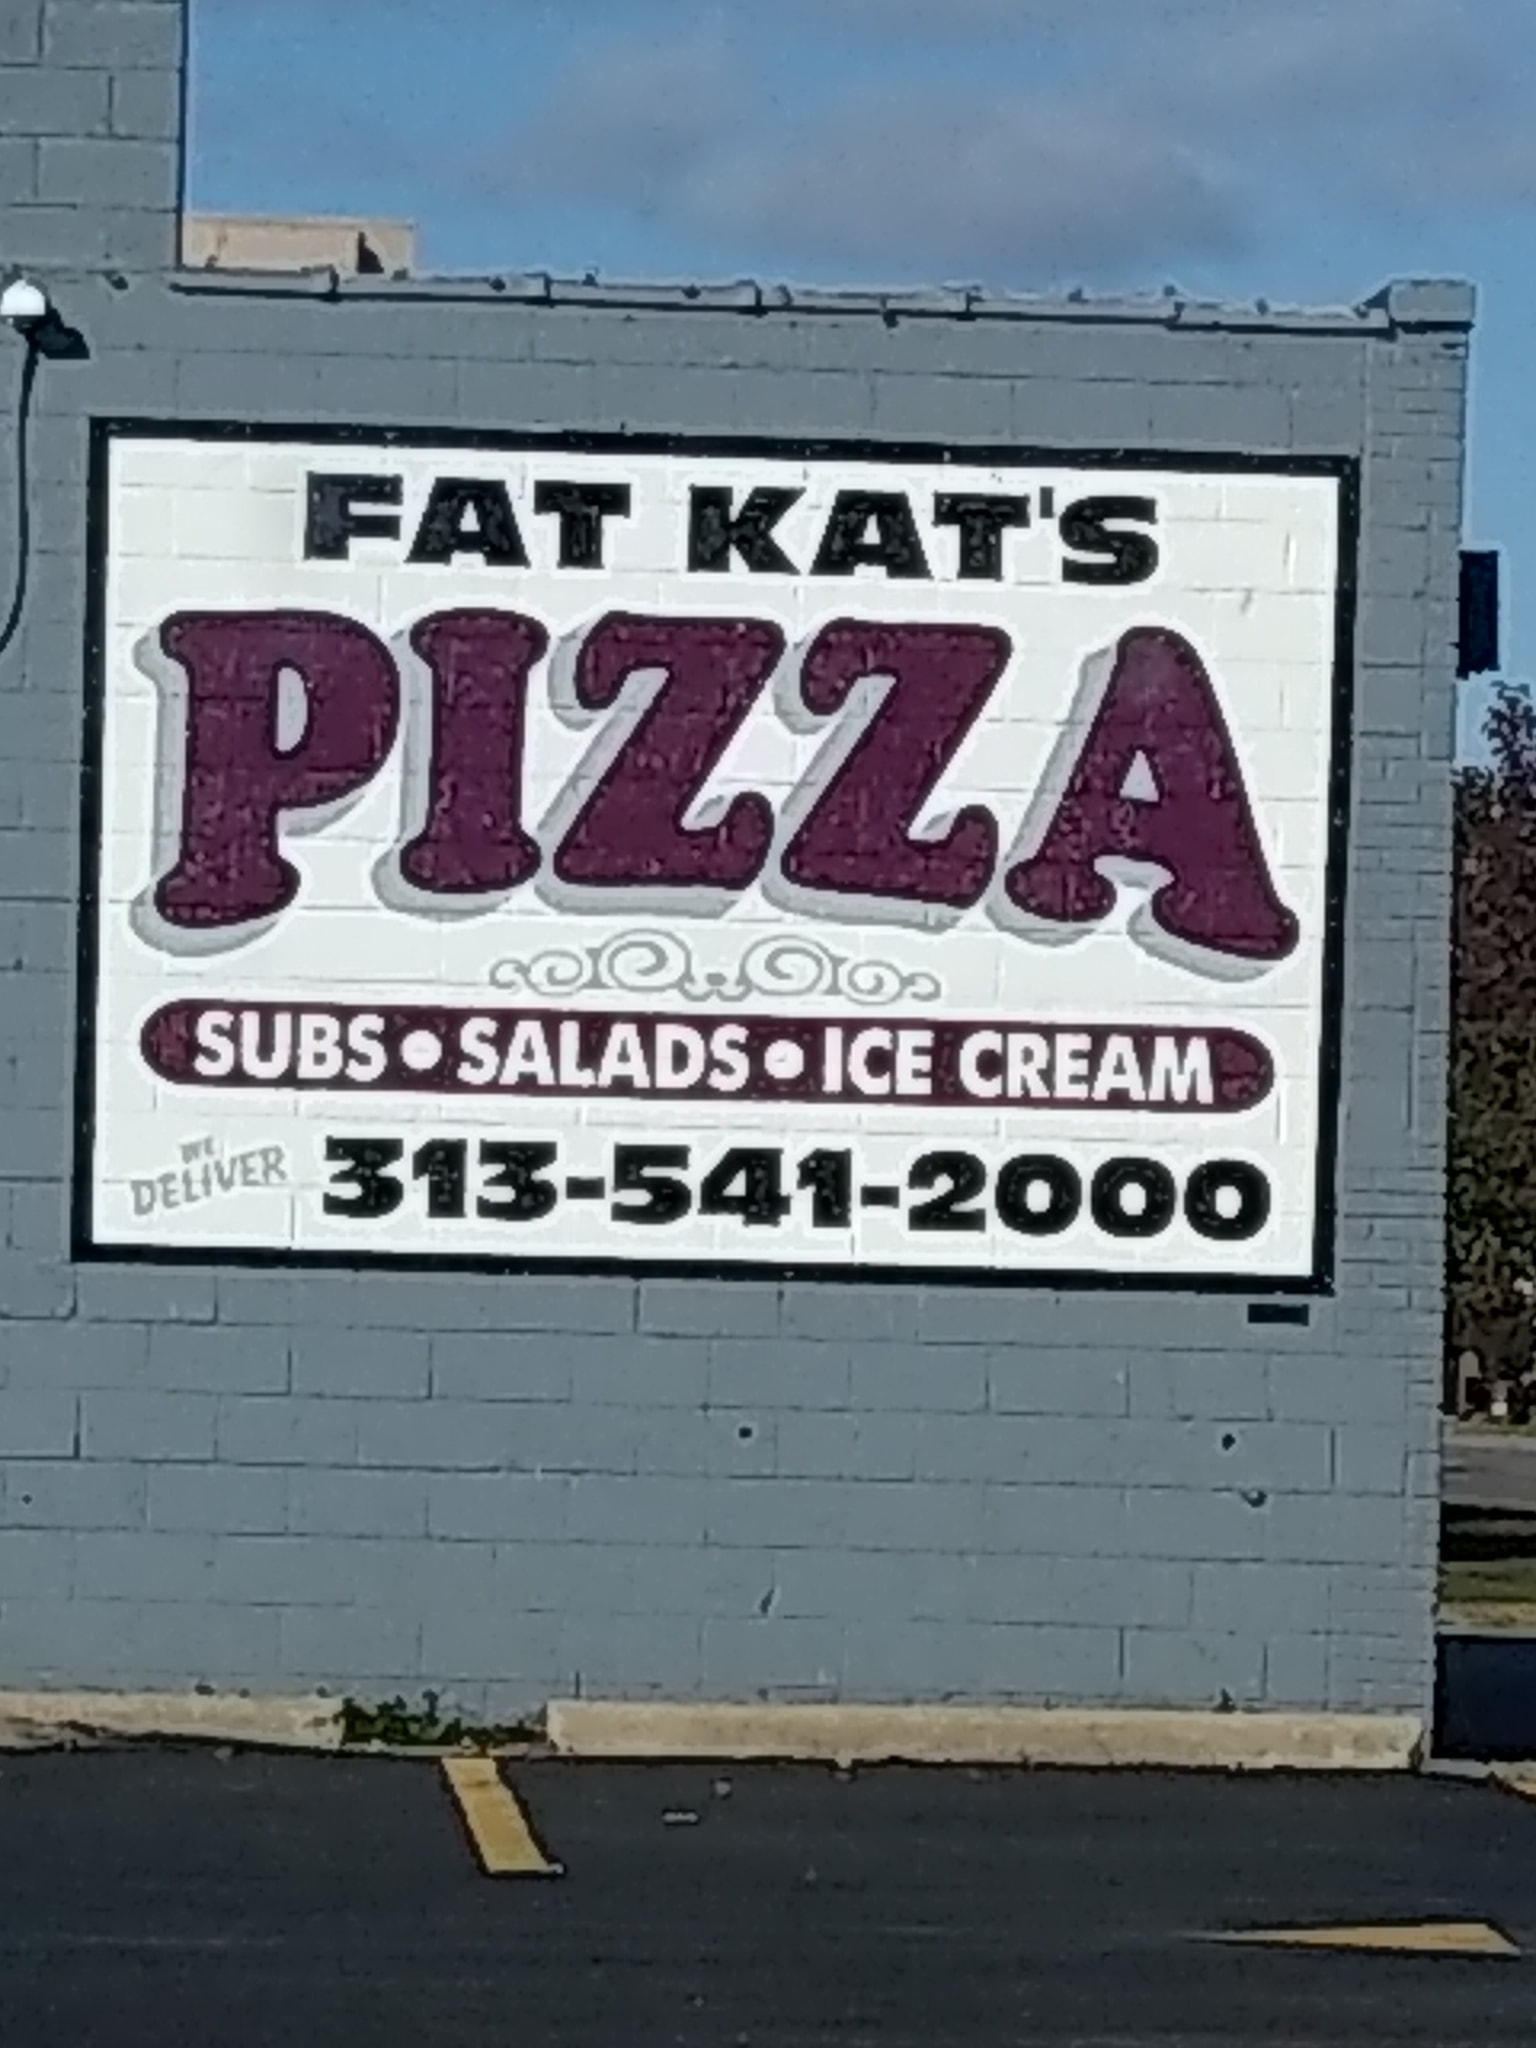 FAT KAT'S
PIZZA
SUBS • SALADS • ICE CREAM
WE
DELIVER
313-541-2000